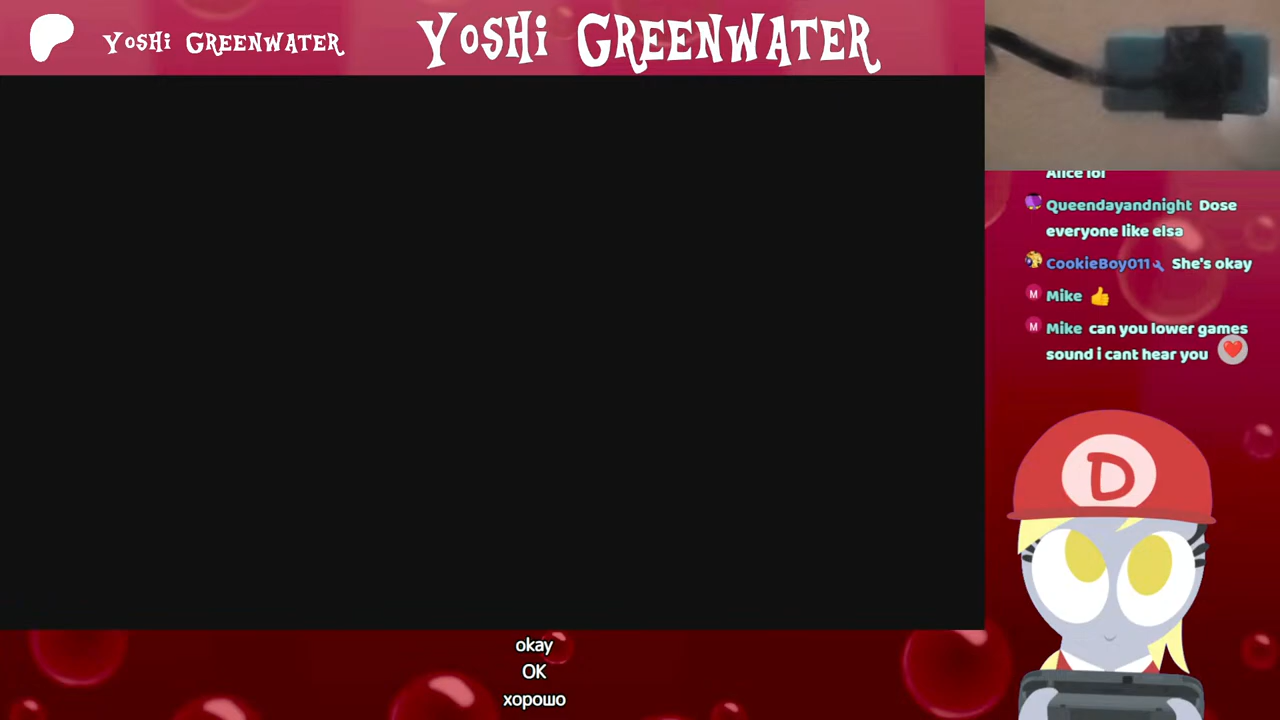 Yoshi Greenwater
Yoshi Greenwater
Alice lol
Queendayandnight Dose
everyone like elsa
CookieBoy011 She's okay
M Mike 👍
M Mike can you lower games
sound i cant hear you ❤️
D
okay
OK
хорошо